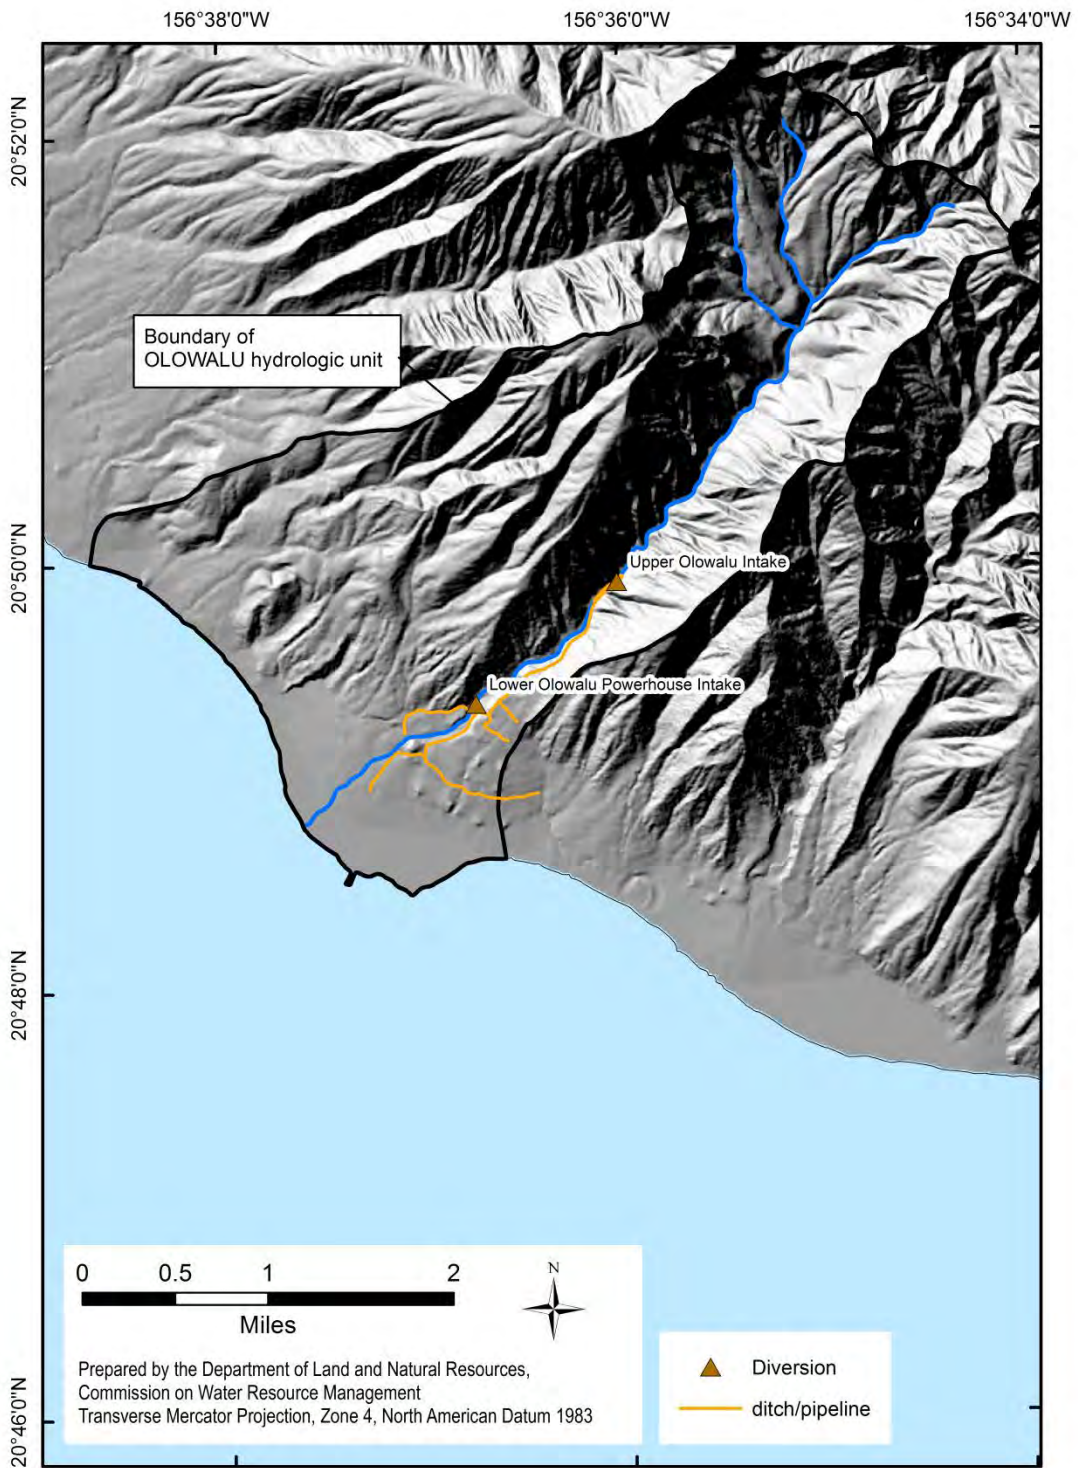 156°38'0"W
156°36'0"W
156°34'0"W
20°52'0"N
Boundary of
OLOWALU hydrologic unit
20°50'0"N
Upper Olowalu Intake
Lower Olowalu Powerhouse Intake
20°48'0"N
0 0.5 1 2
Miles
N
Prepared by the Department of Land and Natural Resources,
Commission on Water Resource Management
Transverse Mercator Projection, Zone 4, North American Datum 1983
Diversion
ditch/pipeline
20°46'0"N